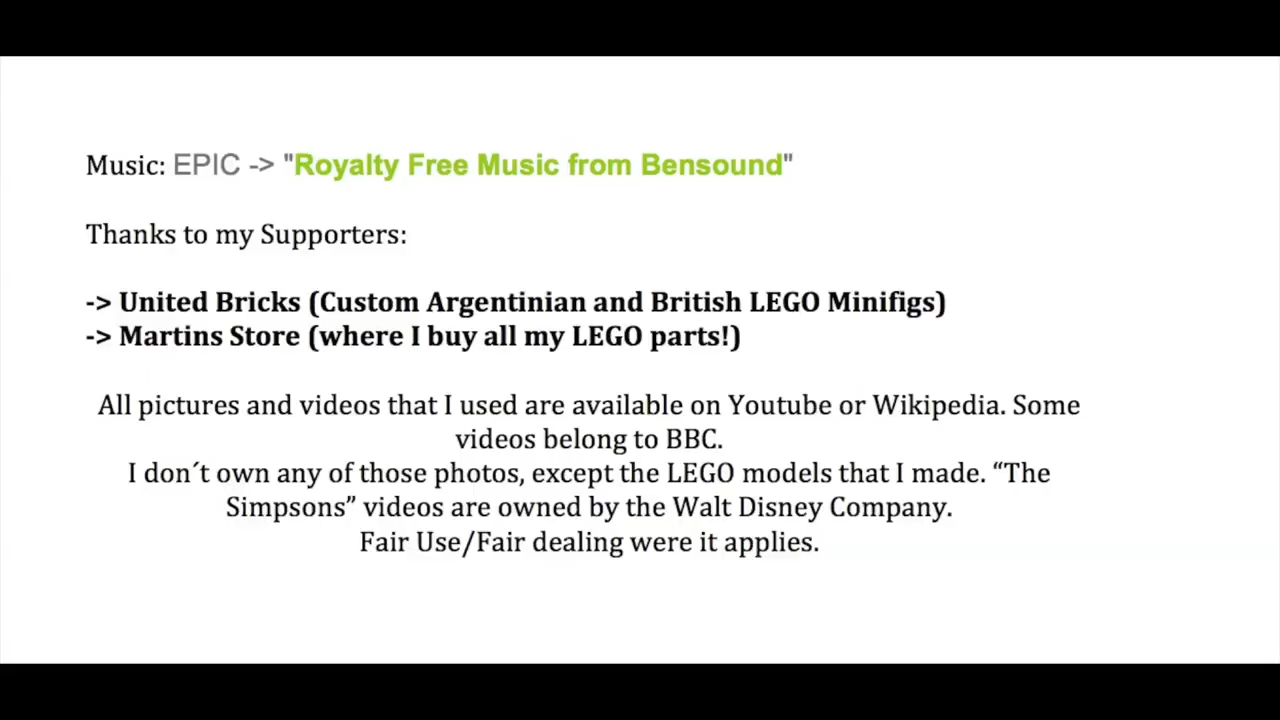 Music: EPIC -> "Royalty Free Music from Bensound"
Thanks to my Supporters:
-> United Bricks (Custom Argentinian and British LEGO Minifigs)
-> Martins Store (where I buy all my LEGO parts!)
All pictures and videos that I used are available on Youtube or Wikipedia. Some
videos belong to BBC.
I don´t own any of those photos, except the LEGO models that I made. “The
Simpsons” videos are owned by the Walt Disney Company.
Fair Use/Fair dealing were it applies.